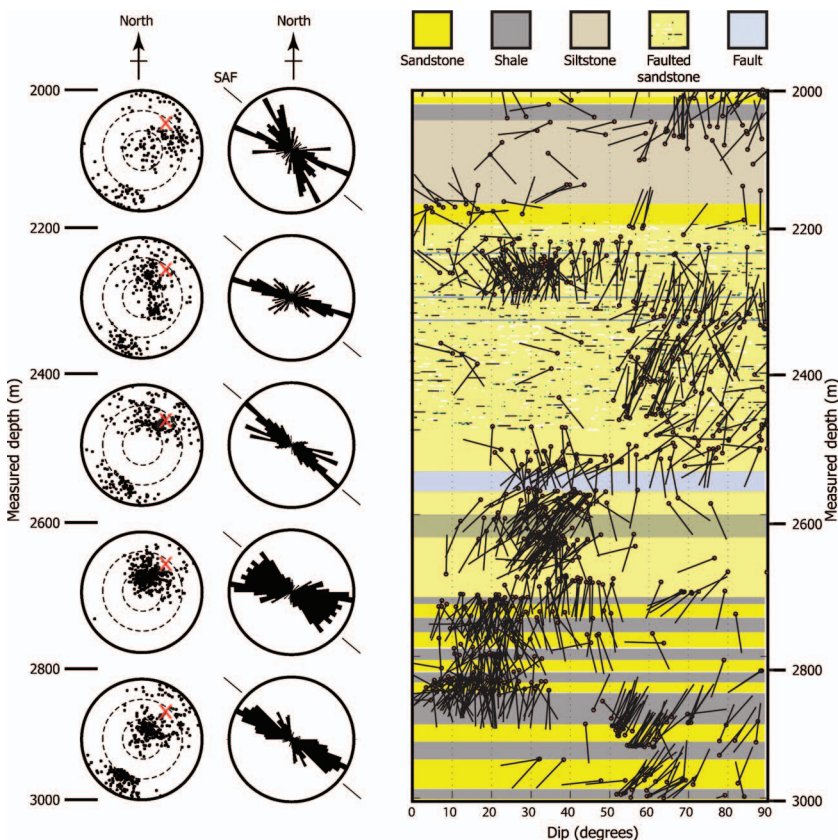 North
North
SAF
Sandstone
Shale
Siltstone
Faulted
sandstone
Fault
2000
2200
2400
2600
2800
3000
Measured depth (m)
2000
2200
2400
2600
2800
3000
Measured depth (m)
0
10
20
30
40
50
60
70
80
90
Dip (degrees)